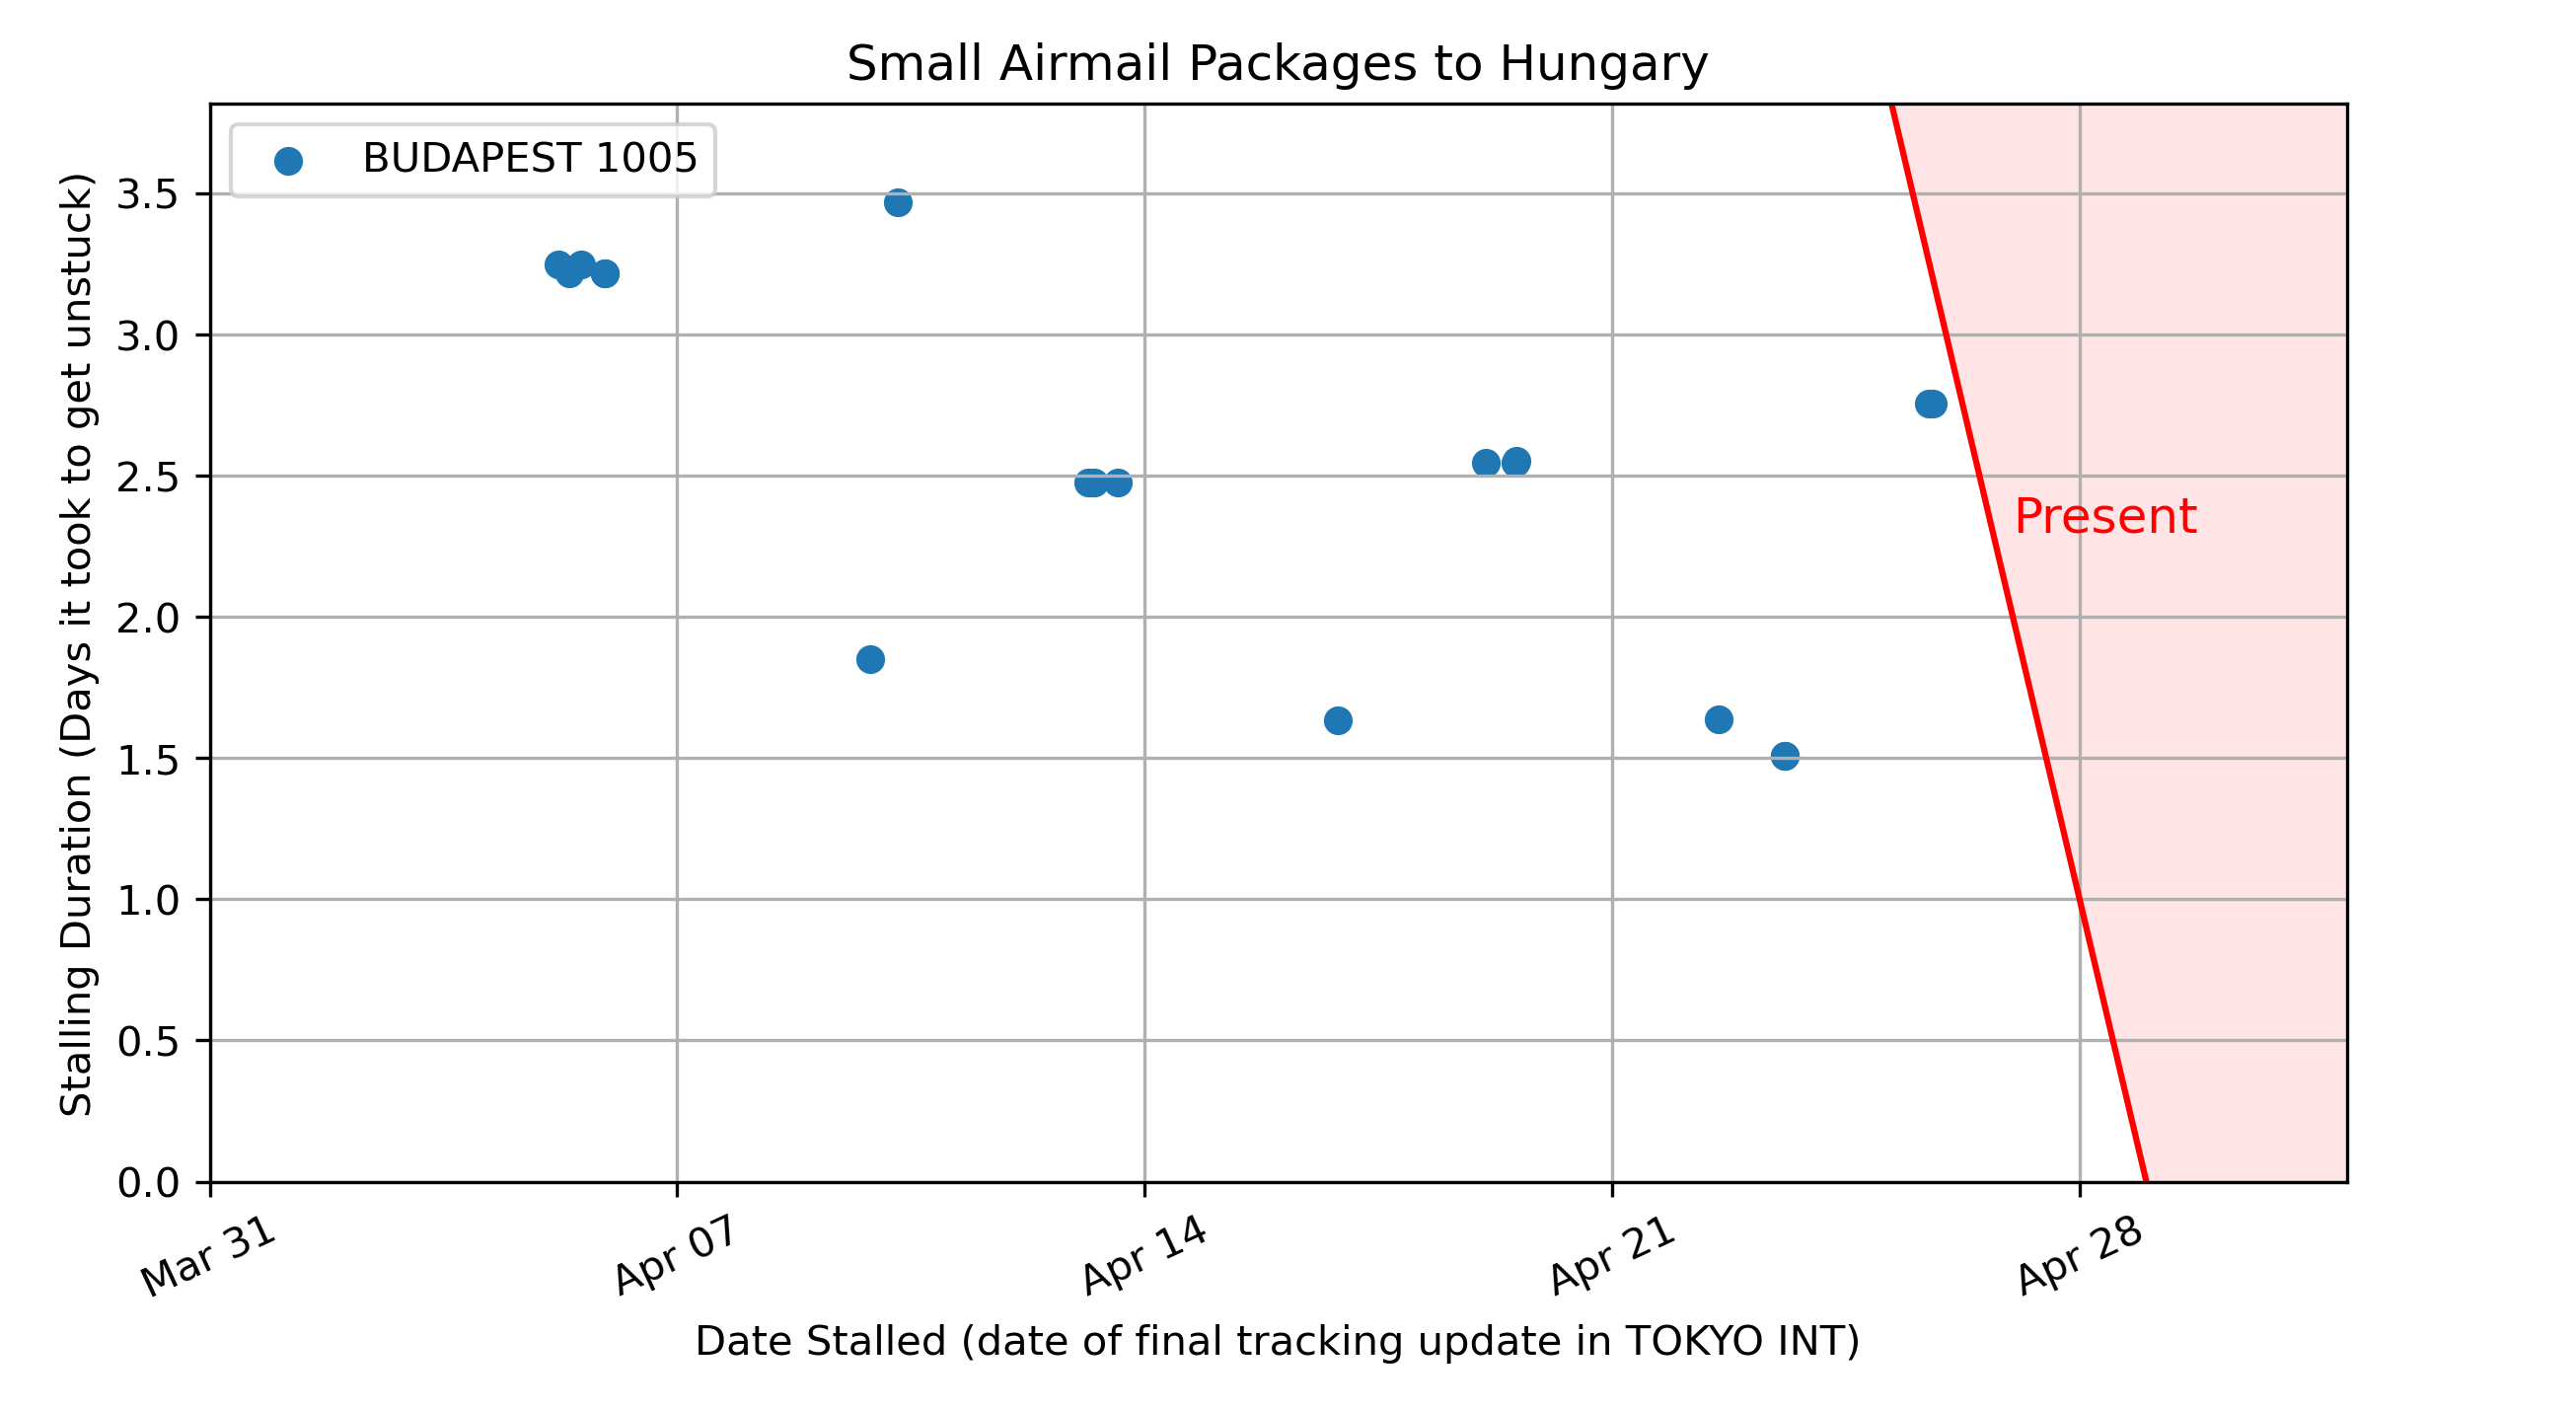 Small Airmail Packages to Hungary
BUDAPEST 1005
Stalling Duration (Days it took to get unstuck)
3.5
3.0
2.5
2.0
1.5
1.0
0.5
0.0
Present
Mar 31
Apr 07
Apr 14
Apr 21
Apr 28
Date Stalled (date of final tracking update in TOKYO INT)